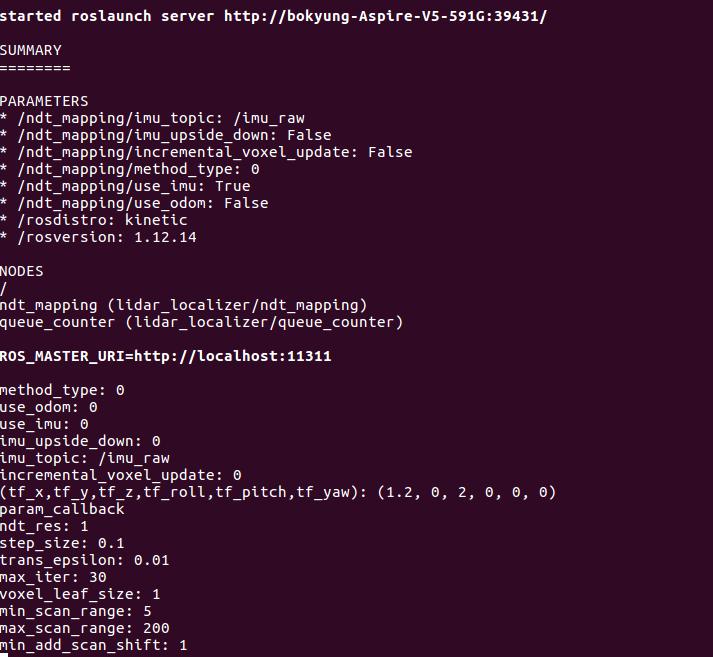 started roslaunch server http://bokyung-Aspire-V5-591G:39431/
SUMMARY
========
PARAMETERS
* /ndt_mapping/imu_topic: /imu_raw
* /ndt_mapping/imu_upside_down: False
* /ndt_mapping/incremental_voxel_update: False
* /ndt_mapping/method_type: 0
* /ndt_mapping/use_imu: True
* /ndt_mapping/use_odom: False
* /rosdistro: kinetic
* /rosversion: 1.12.14
NODES
/
ndt_mapping (lidar_localizer/ndt_mapping)
queue_counter (lidar_localizer/queue_counter)
ROS_MASTER_URI=http://localhost:11311
method_type: 0
use_odom: 0
use_imu: 0
imu_upside_down: 0
imu_topic: /imu_raw
incremental_voxel_update: 0
(tf_x,tf_y,tf_z,tf_roll,tf_pitch,tf_yaw): (1.2, 0, 2, 0, 0, 0)
param_callback
ndt_res: 1
step_size: 0.1
trans_epsilon: 0.01
max_iter: 30
voxel_leaf_size: 1
min_scan_range: 5
max_scan_range: 200
min_add_scan_shift: 1